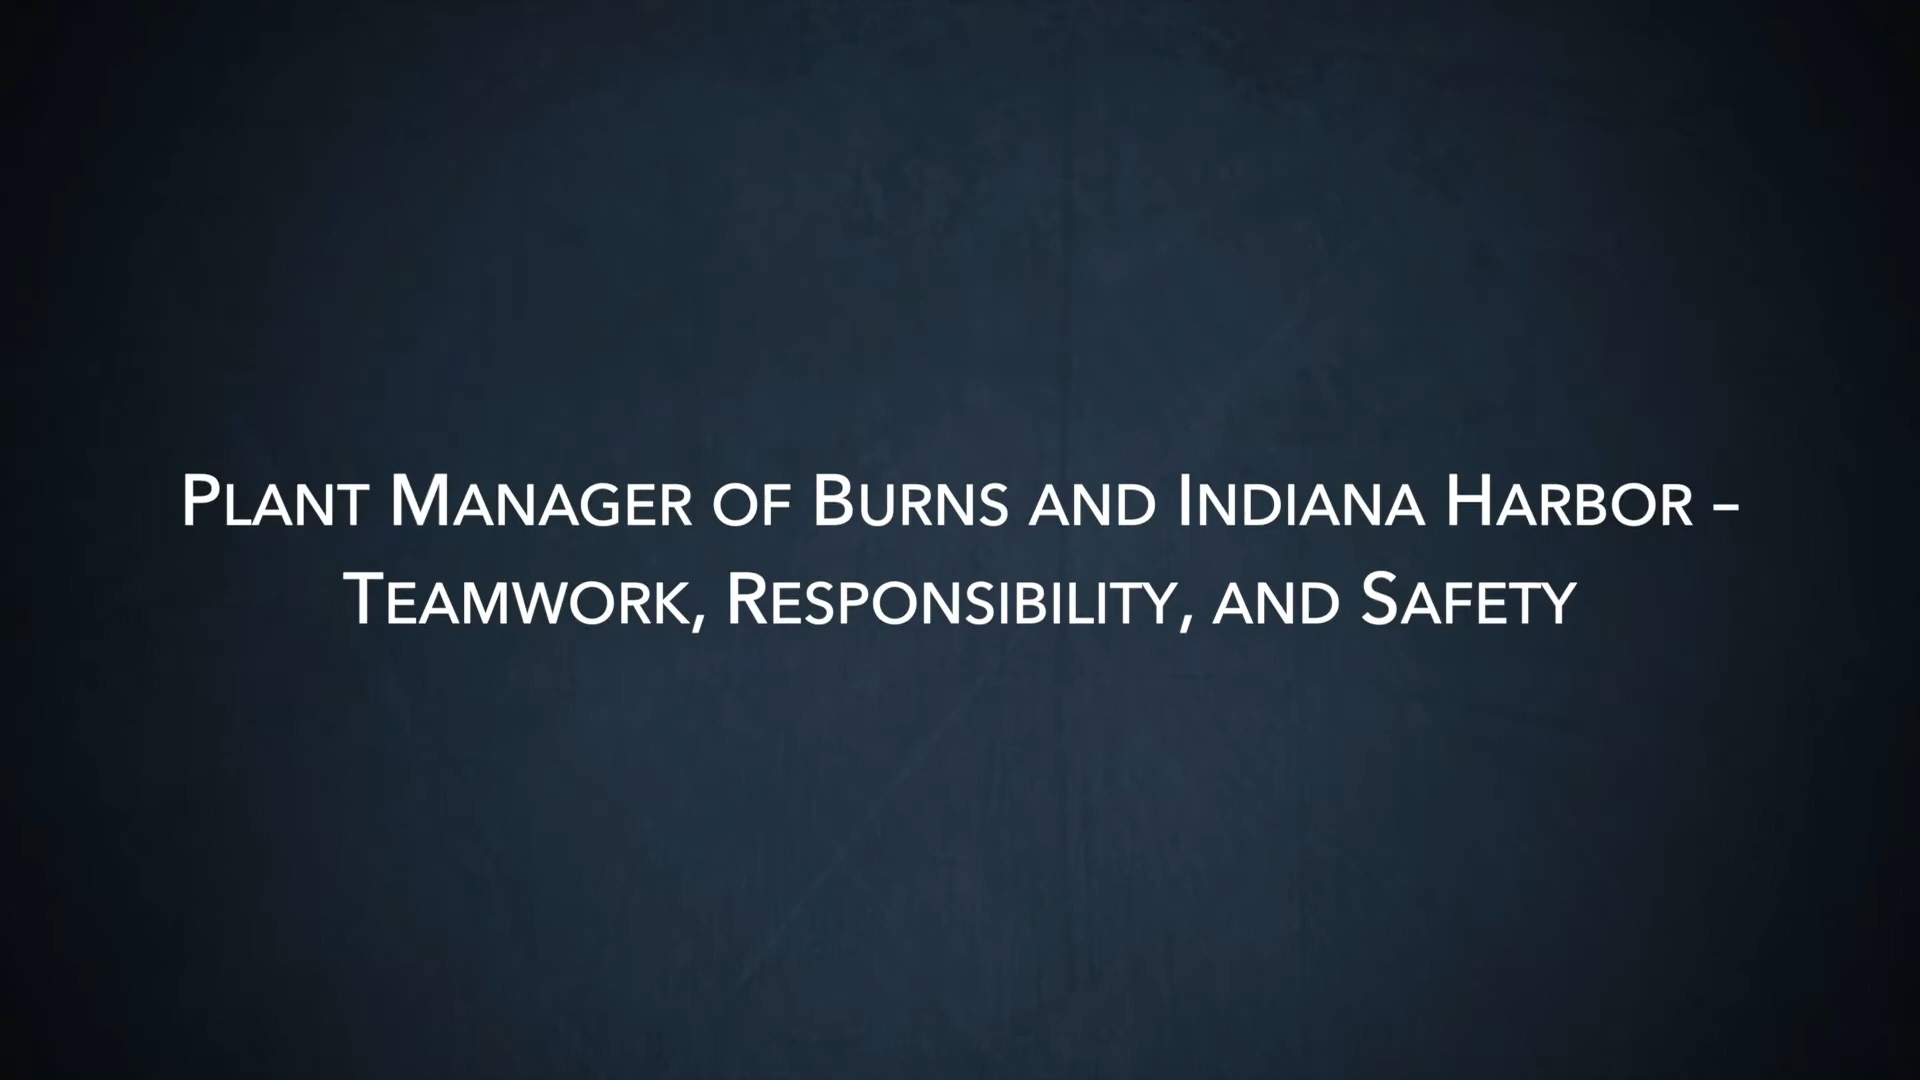 Plant Manager of Burns and Indiana Harbor –
Teamwork, Responsibility, and Safety